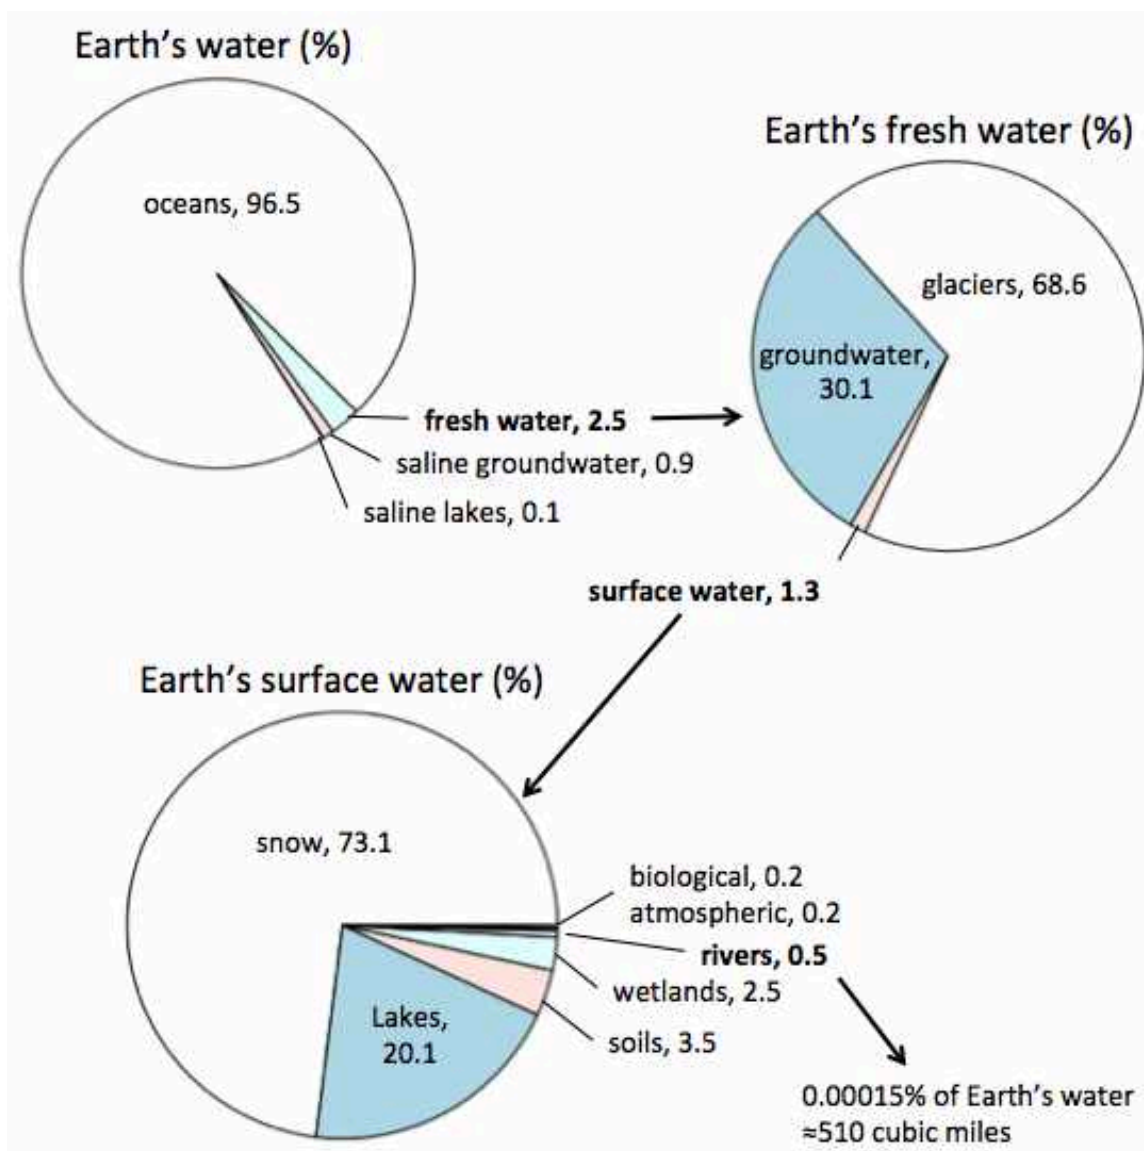 Earth's water (%)
oceans, 96.5
fresh water, 2.5
saline groundwater, 0.9
saline lakes, 0.1
Earth's fresh water (%)
glaciers, 68.6
groundwater,
30.1
surface water, 1.3
Earth's surface water (%)
snow, 73.1
biological, 0.2
atmospheric, 0.2
rivers, 0.5
wetlands, 2.5
soils, 3.5
Lakes,
20.1
0.00015% of Earth's water
≈510 cubic miles